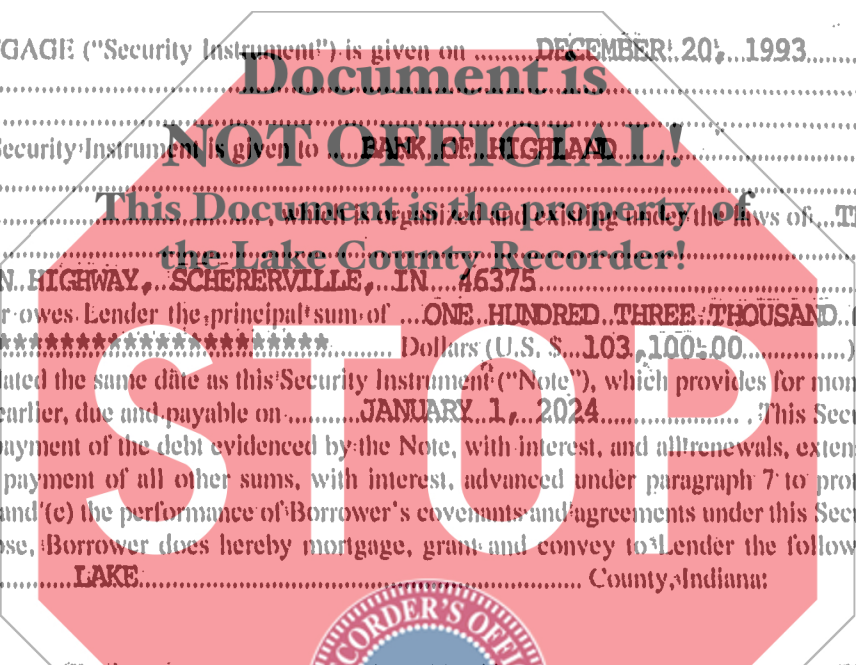 GAGE ("Security Instrument") is given on ........ DECEMBER 20, 1993
Document is
NOT OFFICIAL!
ecurity Instrument is given to .... BANK OF HIGHLAND
This Document is the property of
, which is organized and existing under the laws of
the Lake County Recorder!
N HIGHWAY, SCHERERVILLE, IN 46375
r owes Lender the principal sum of .... ONE HUNDRED THREE THOUSAND
STOP
Dollars (U.S. $ 103,100.00 )
lated the same date as this Security Instrument ("Note"), which provides for mon
earlier, due and payable on ........ JANUARY 1, 2024 ........ . This Secu
payment of the debt evidenced by the Note, with interest, and all renewals, exten
payment of all other sums, with interest, advanced under paragraph 7 to prot
and (c) the performance of Borrower's covenants and agreements under this Secu
ose, Borrower does hereby mortgage, grant and convey to Lender the follow
LAKE ........ County, Indiana:
CORDER'S OFFI